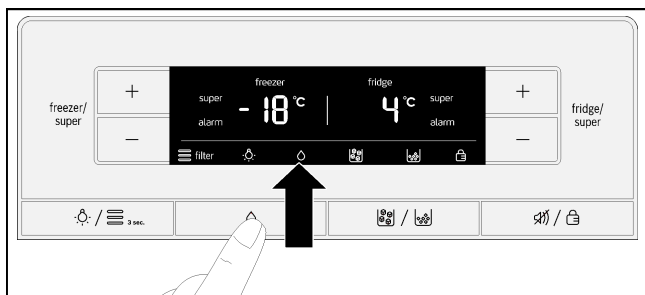 freezer
fridge
super
-18 °C
4 °C
super
alarm
alarm
freezer/
super
+
−
+
−
fridge/
super
filter
/ 3 sec.
/
/